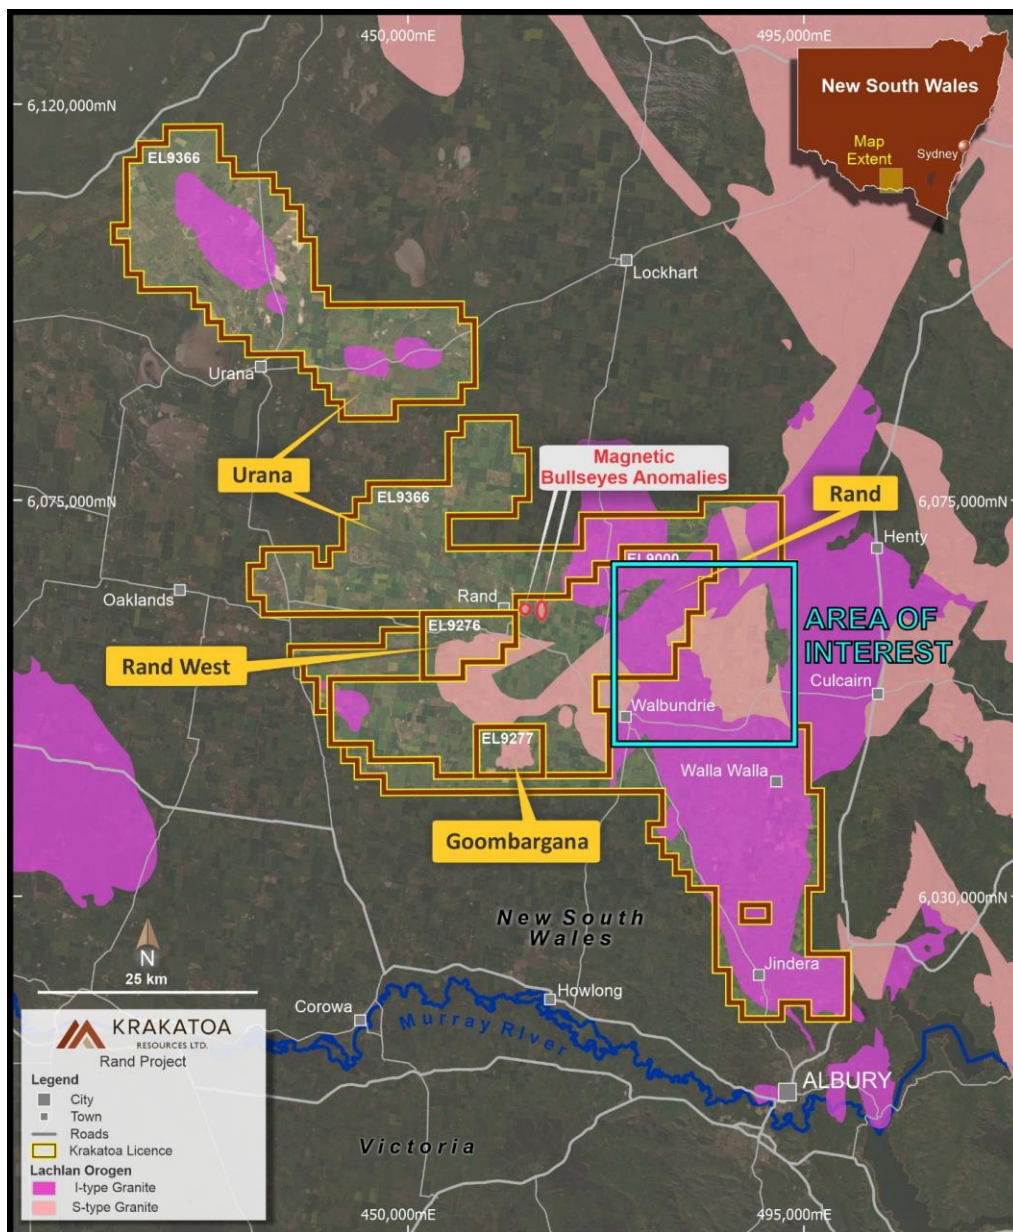 450,000mE
495,000mE
6,120,000mN
New South Wales
Map
Extent
Sydney
EL9366
Lockhart
Urana
Urana
Magnetic
Bullseyes Anomalies
6,075,000mN
EL9366
Rand
6,075,000mN
Henty
EL9000
Oaklands
Rand
EL9276
AREA OF
INTEREST
Rand West
Culcairn
Walbundrie
EL9277
Walla Walla
Goombargana
6,030,000mN
New South
Wales
N
25 km
Jindera
Howlong
Corowa
Murray River
ALBURY
KRAKATOA
RESOURCES LTD.
Rand Project
Legend
City
Town
Roads
Krakatoa Licence
Lachlan Orogen
I-type Granite
S-type Granite
Victoria
450,000mE
495,000mE